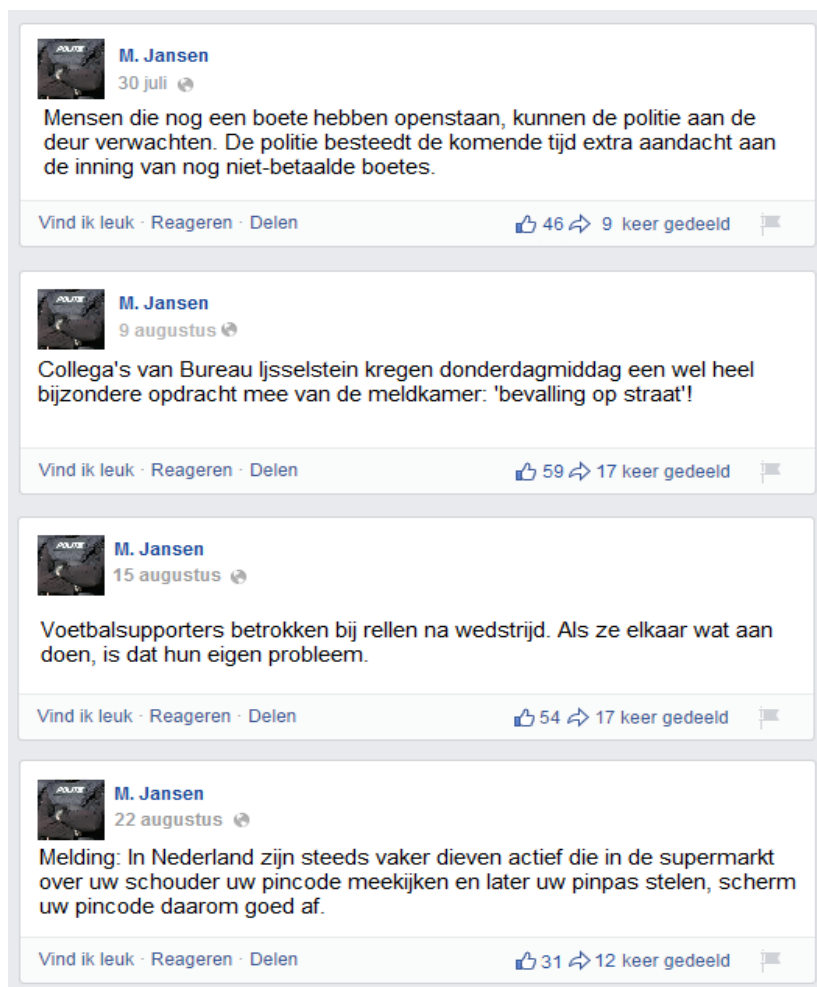 POLITIE
M. Jansen
30 juli
Mensen die nog een boete hebben openstaan, kunnen de politie aan de
deur verwachten. De politie besteedt de komende tijd extra aandacht aan
de inning van nog niet-betaalde boetes.
Vind ik leuk · Reageren · Delen 46 9 keer gedeeld
POLITIE
M. Jansen
9 augustus
Collega's van Bureau Ijsselstein kregen donderdagmiddag een wel heel
bijzondere opdracht mee van de meldkamer: 'bevalling op straat'!
Vind ik leuk · Reageren · Delen 59 17 keer gedeeld
POLITIE
M. Jansen
15 augustus
Voetbalsupporters betrokken bij rellen na wedstrijd. Als ze elkaar wat aan
doen, is dat hun eigen probleem.
Vind ik leuk · Reageren · Delen 54 17 keer gedeeld
POLITIE
M. Jansen
22 augustus
Melding: In Nederland zijn steeds vaker dieven actief die in de supermarkt
over uw schouder uw pincode meekijken en later uw pinpas stelen, scherm
uw pincode daarom goed af.
Vind ik leuk · Reageren · Delen 31 12 keer gedeeld